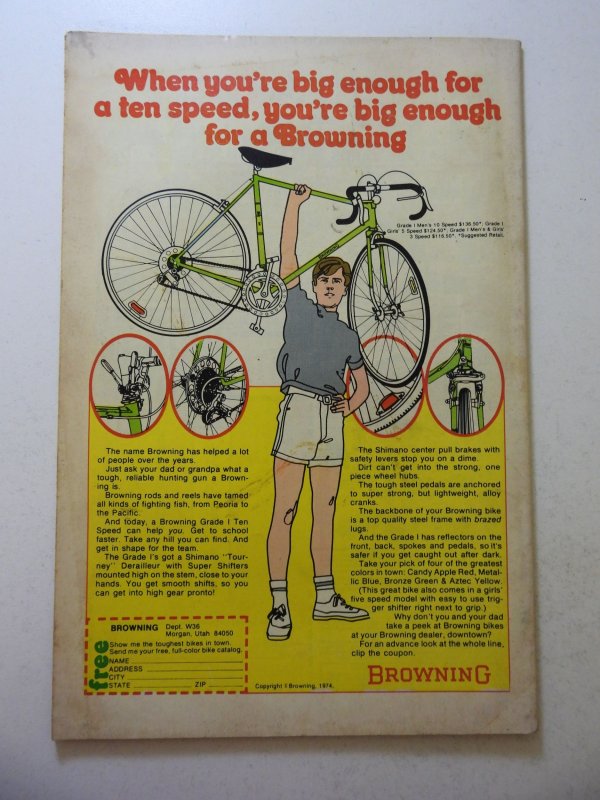 When you're big enough for
a ten speed, you're big enough
for a Browning
Grade I Men's 10 Speed $136.50*, Grade I
Girls' 5 Speed $124.50*, Grade I Men's & Girls'
3 Speed $116.50*. *Suggested Retail.
The name Browning has helped a lot
of people over the years.
Just ask your dad or grandpa what a
tough, reliable hunting gun a Brown-
ing is.
Browning rods and reels have tamed
all kinds of fighting fish, from Peoria to
the Pacific.
And today, a Browning Grade I Ten
Speed can help you. Get to school
faster. Take any hill you can find. And
get in shape for the team.
The Grade I's got a Shimano "Tour-
ney" Derailleur with Super Shifters
mounted high on the stem, close to your
hands. You get smooth shifts, so you
can get into high gear pronto!
The Shimano center pull brakes with
safety levers stop you on a dime.
Dirt can't get into the strong, one
piece wheel hubs.
The tough steel pedals are anchored
to super strong, but lightweight, alloy
cranks.
The backbone of your Browning bike
is a top quality steel frame with brazed
lugs.
And the Grade I has reflectors on the
front, back, spokes and pedals, so it's
safer if you get caught out after dark.
Take your pick of four of the greatest
colors in town: Candy Apple Red, Metal-
lic Blue, Bronze Green & Aztec Yellow.
(This great bike also comes in a girls'
five speed model with easy to use trig-
ger shifter right next to grip.)
Why don't you and your dad
take a peek at Browning bikes
at your Browning dealer, downtown?
For an advance look at the whole line,
clip the coupon.
BROWNING Dept. W36
Morgan, Utah 84050
free
Show me the toughest bikes in town.
Send me your free, full-color bike catalog.
NAME
ADDRESS
CITY
STATE ZIP
Copyright © Browning, 1974.
BROWNING